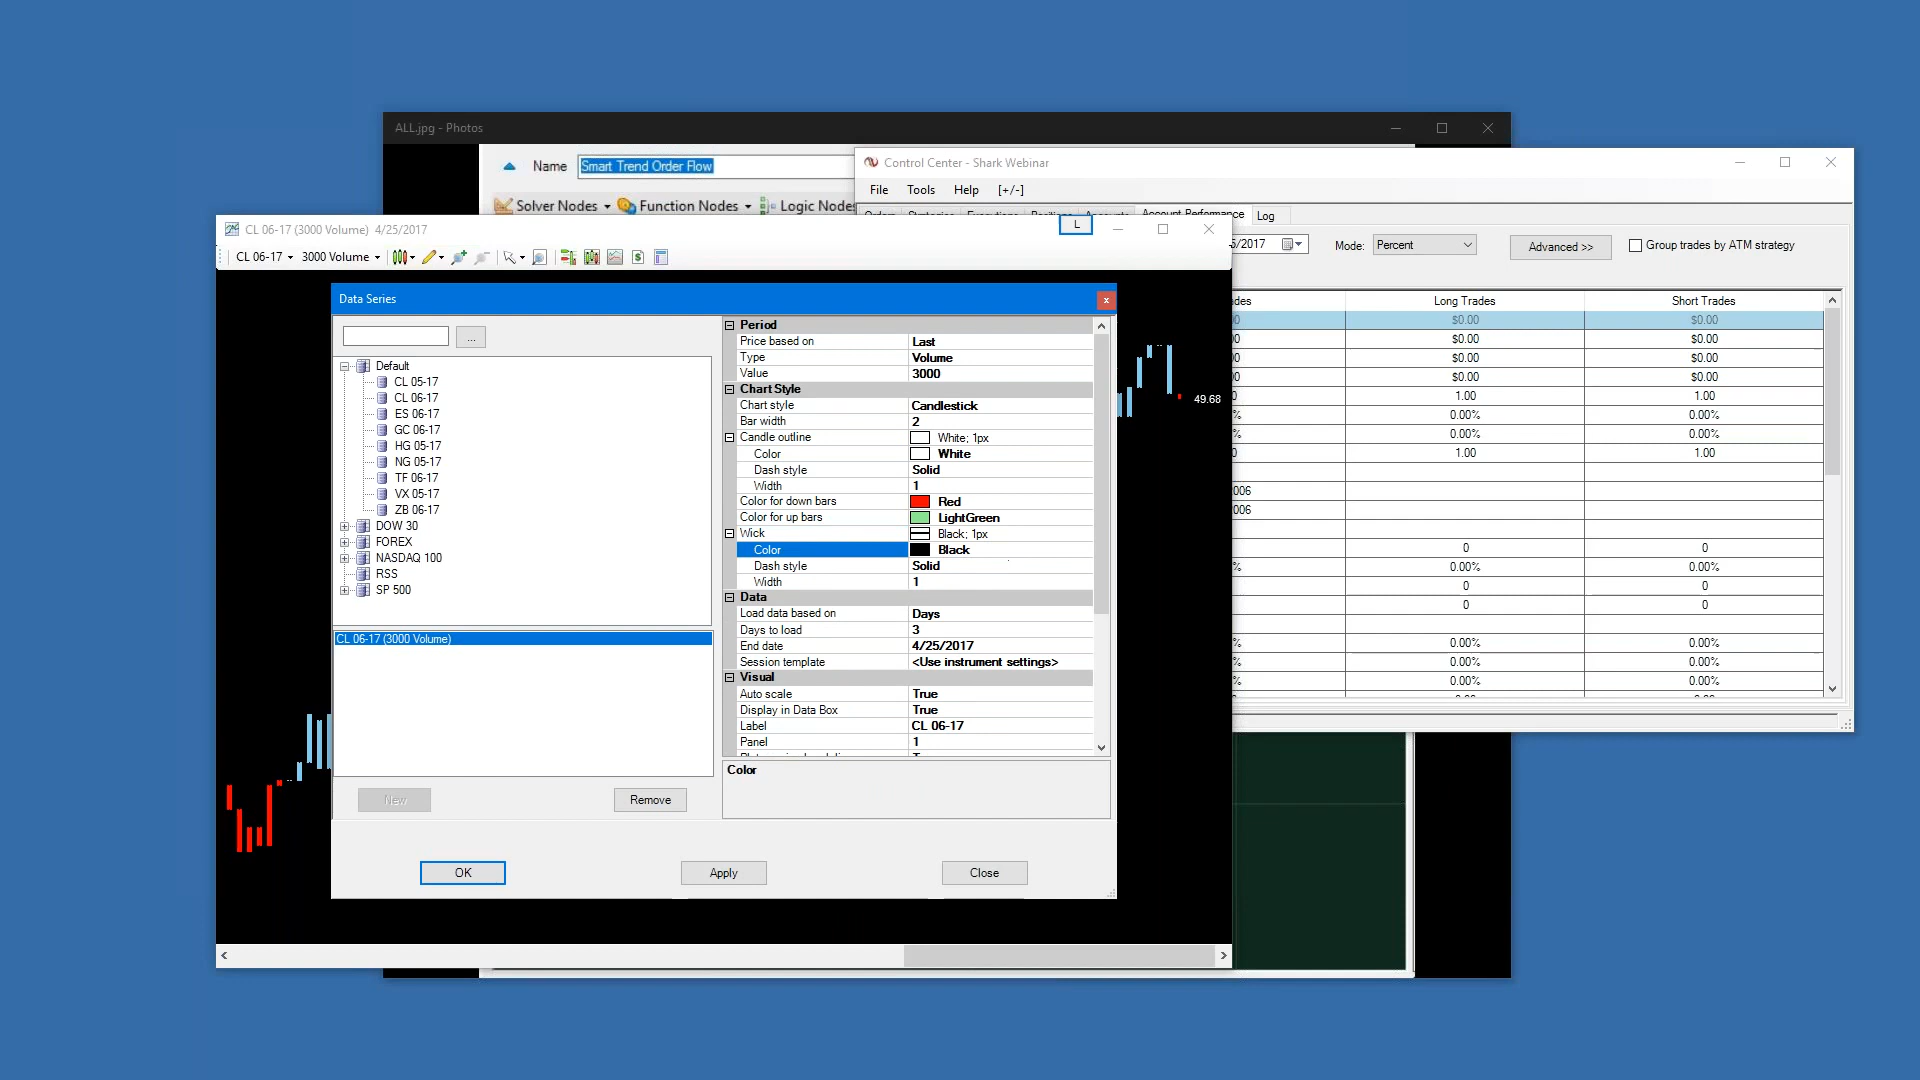 ALL.jpg - Photos
Name Smart Trend Order Flow
Solver Nodes Function Nodes Logic Nodes
Control Center - Shark Webinar
File Tools Help [+/-]
Account Performance Log
5/2017 Mode: Percent Advanced >> Group trades by ATM strategy
Long Trades Short Trades
$0.00 $0.00
$0.00 $0.00
$0.00 $0.00
$0.00 $0.00
1.00 1.00
0.00% 0.00%
0.00% 0.00%
1.00 1.00
006
006
0 0
0.00% 0.00%
0 0
0 0
0.00% 0.00%
0.00% 0.00%
0.00% 0.00%
CL 06-17 (3000 Volume) 4/25/2017
L
CL 06-17 3000 Volume
49.68
Data Series
x
...
Default
CL 05-17
CL 06-17
ES 06-17
GC 06-17
HG 05-17
NG 05-17
TF 06-17
VX 05-17
ZB 06-17
DOW 30
FOREX
NASDAQ 100
RSS
SP 500
CL 06-17 (3000 Volume)
New Remove
Period
Price based on Last
Type Volume
Value 3000
Chart Style
Chart style Candlestick
Bar width 2
Candle outline White; 1px
Color White
Dash style Solid
Width 1
Color for down bars Red
Color for up bars LightGreen
Wick Black; 1px
Color Black
Dash style Solid
Width 1
Data
Load data based on Days
Days to load 3
End date 4/25/2017
Session template <Use instrument settings>
Visual
Auto scale True
Display in Data Box True
Label CL 06-17
Panel 1
Color
OK Apply Close